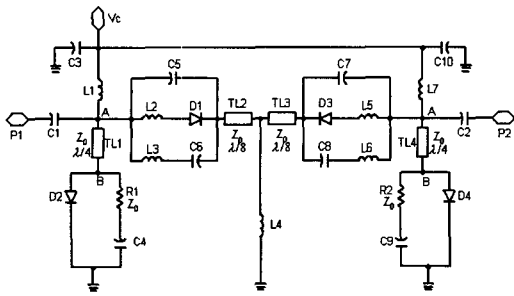 Vc
C3
C10
C5
C7
L1
L7
A
L2
D1
TL2
TL3
D3
L5
A
P1
C1
C2
P2
Z₀
λ/4
TL1
L3
C6
Z₀
λ/8
Z₀
λ/8
C8
L6
TL4
Z₀
λ/4
B
B
D2
R1
Z₀
L4
R2
Z₀
D4
C4
C9